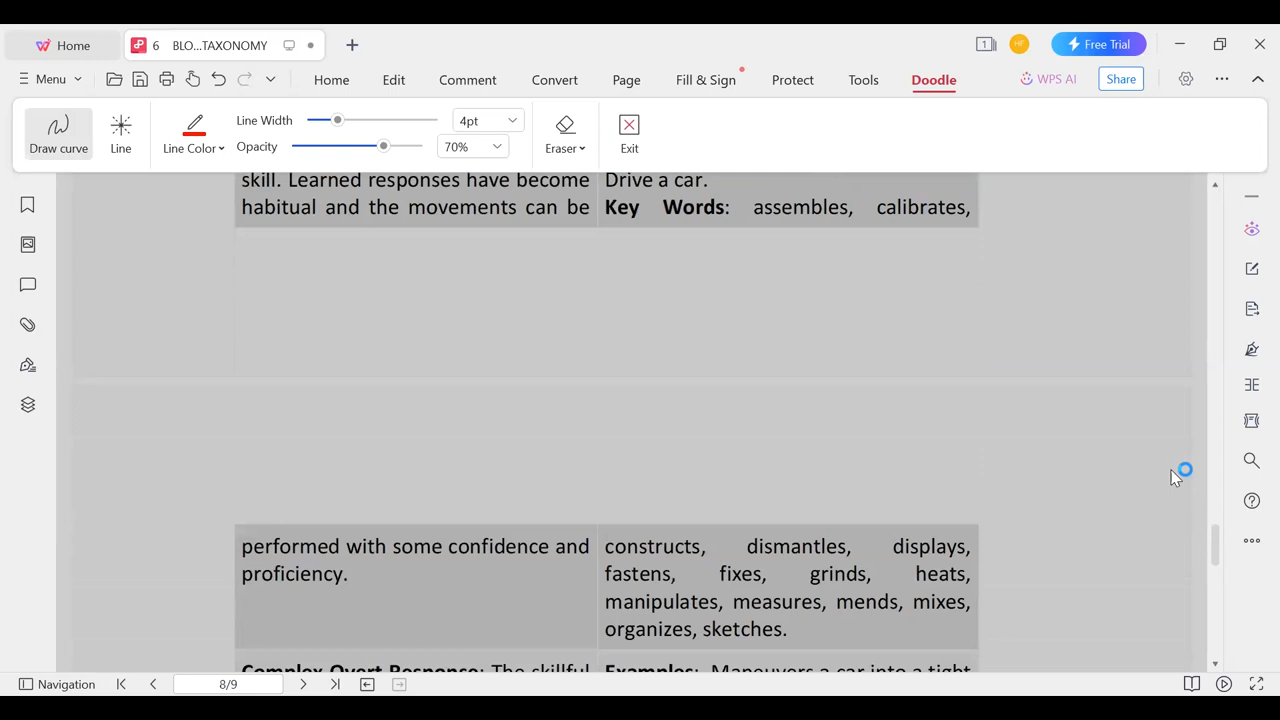 Home
6 BLO...TAXONOMY
1
HF
Free Trial
Menu
Home Edit Comment Convert Page Fill & Sign Protect Tools Doodle
WPS AI
Share
Draw curve
Line
Line Color
Line Width
4pt
Opacity
70%
Eraser
Exit
skill. Learned responses have become
habitual and the movements can be
Drive a car.
Key Words: assembles, calibrates,
performed with some confidence and
proficiency.
constructs, dismantles, displays,
fastens, fixes, grinds, heats,
manipulates, measures, mends, mixes,
organizes, sketches.
Complex Overt Response: The skillful
Examples: Maneuvers a car into a tight
Navigation
8/9